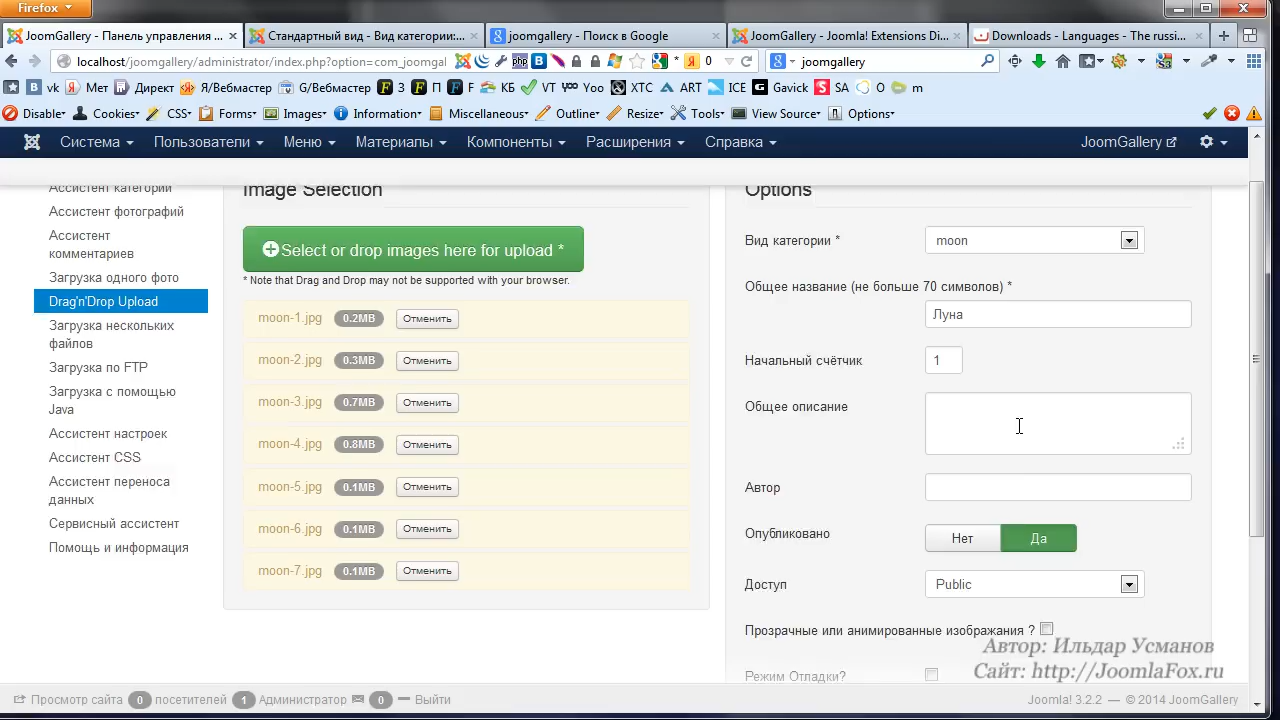 Firefox
JoomGallery - Панель управления ...
Стандартный вид - Вид категории:...
joomgallery - Поиск в Google
JoomGallery - Joomla! Extensions Di...
Downloads - Languages - The russi...
localhost/joomgallery/administrator/index.php?option=com_joomgal
0
joomgallery
vk
Мет
Директ
Я/Вебмастер
G/Вебмастер
З
П
F
КБ
VT
Yoo
XTC
ART
ICE
Gavick
SA
O
m
Disable
Cookies
CSS
Forms
Images
Information
Miscellaneous
Outline
Resize
Tools
View Source
Options
Система
Пользователи
Меню
Материалы
Компоненты
Расширения
Справка
JoomGallery
Ассистент категорий
Ассистент фотографий
Ассистент
комментариев
Загрузка одного фото
Drag'n'Drop Upload
Загрузка нескольких
файлов
Загрузка по FTP
Загрузка с помощью
Java
Ассистент настроек
Ассистент CSS
Ассистент переноса
данных
Сервисный ассистент
Помощь и информация
Image Selection
Select or drop images here for upload *
* Note that Drag and Drop may not be supported with your browser.
moon-1.jpg 0.2MB Отменить
moon-2.jpg 0.3MB Отменить
moon-3.jpg 0.7MB Отменить
moon-4.jpg 0.8MB Отменить
moon-5.jpg 0.1MB Отменить
moon-6.jpg 0.1MB Отменить
moon-7.jpg 0.1MB Отменить
Options
Вид категории * moon
Общее название (не больше 70 символов) *
Луна
Начальный счётчик 1
Общее описание
Автор
Опубликовано Нет Да
Доступ Public
Прозрачные или анимированные изображания ?
Режим Отладки?
Автор: Ильдар Усманов
Сайт: http://JoomlaFox.ru
Просмотр сайта 0 посетителей 1 Администратор 0 Выйти
Joomla! 3.2.2 — © 2014 JoomGallery